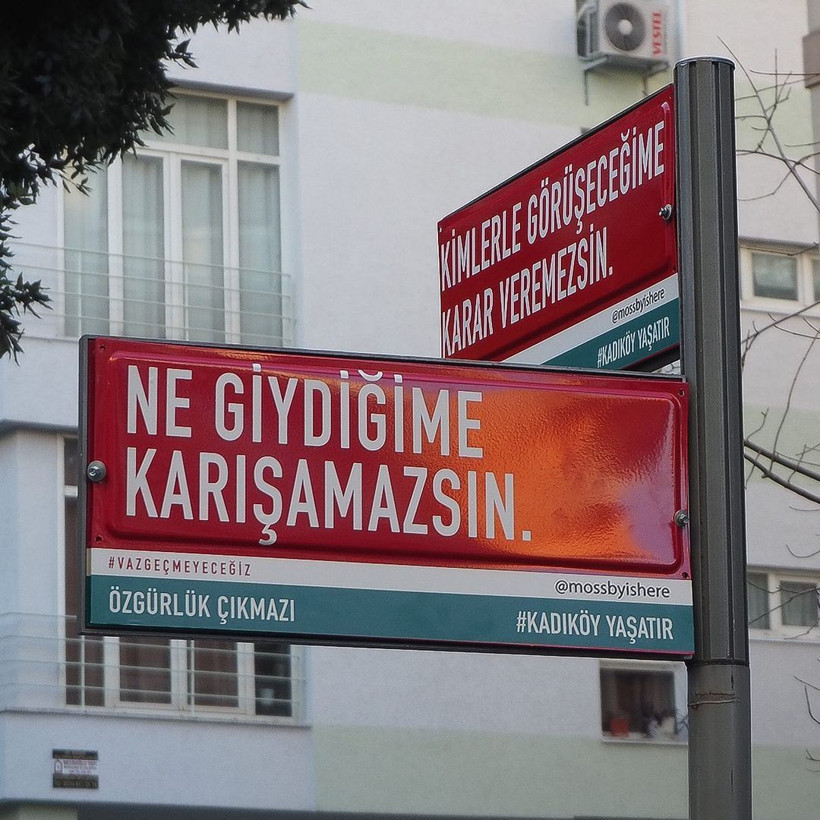 VESTEL
KİMLERLE GÖRÜŞECEĞİME
KARAR VEREMEZSİN.
@mossbyishere
#KADIKÖY YAŞATIR
NE GİYDİĞİME
KARIŞAMAZSIN.
#VAZGEÇMEYECEĞİZ
@mossbyishere
ÖZGÜRLÜK ÇIKMAZI
#KADIKÖY YAŞATIR